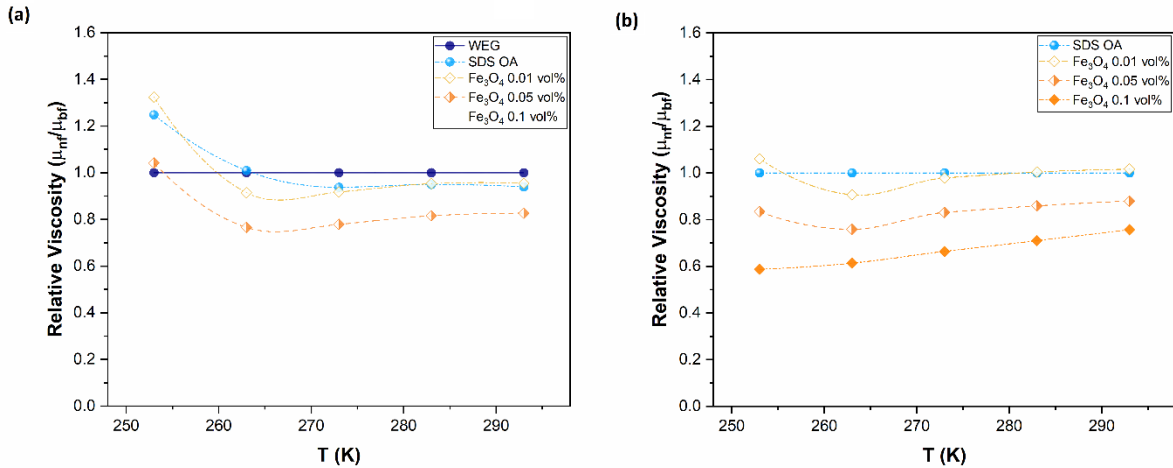 (a)
1.6
1.4
1.2
1.0
0.8
0.6
0.4
0.2
0.0
Relative Viscosity (μnf/μbf)
WEG
SDS OA
Fe3O4 0.01 vol%
Fe3O4 0.05 vol%
Fe3O4 0.1 vol%
250 260 270 280 290
T (K)
(b)
1.6
1.4
1.2
1.0
0.8
0.6
0.4
0.2
0.0
Relative Viscosity (μnf/μbf)
SDS OA
Fe3O4 0.01 vol%
Fe3O4 0.05 vol%
Fe3O4 0.1 vol%
250 260 270 280 290
T (K)